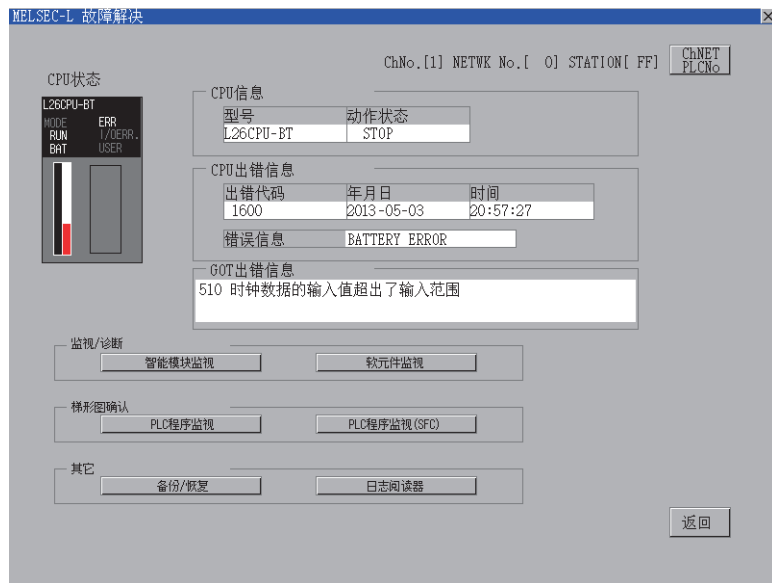 MELSEC-L 故障解决
ChNo.[1] NETWK No.[ 0] STATION[ FF]
ChNET
PLCNo
CPU状态
L26CPU-BT
MODE ERR
RUN I/OERR.
BAT USER
CPU信息
型号 动作状态
L26CPU-BT STOP
CPU出错信息
出错代码 年月日 时间
1600 2013-05-03 20:57:27
错误信息 BATTERY ERROR
GOT出错信息
510 时钟数据的输入值超出了输入范围
监视/诊断
智能模块监视 软元件监视
梯形图确认
PLC程序监视 PLC程序监视(SFC)
其它
备份/恢复 日志阅读器
返回